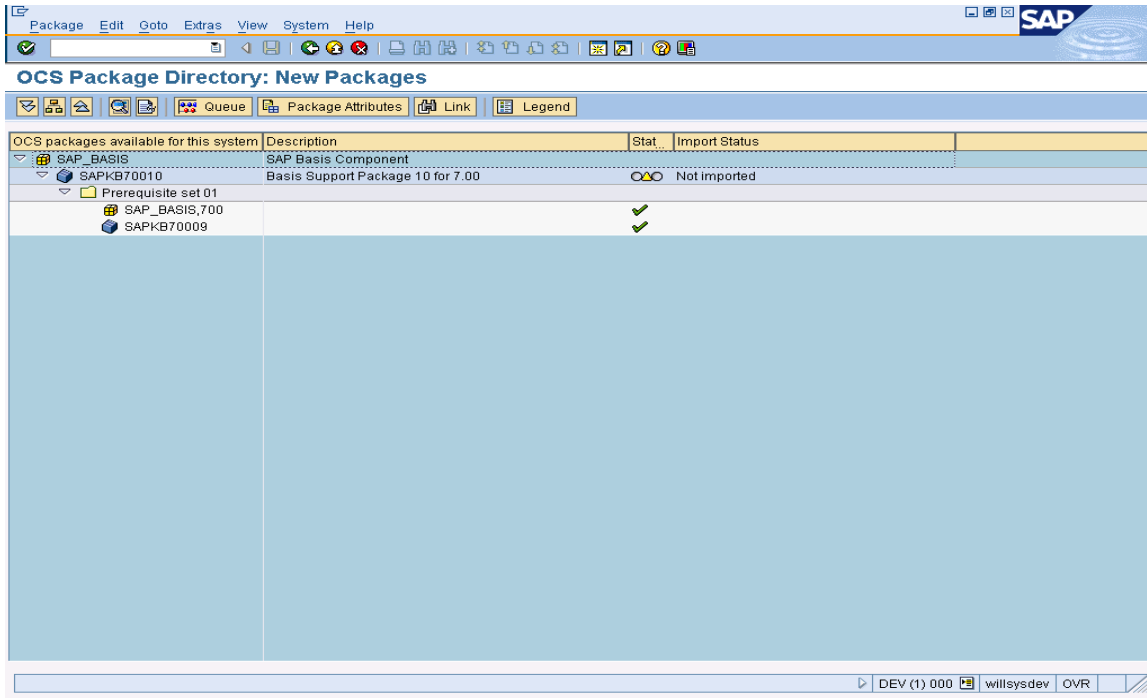 Package Edit Goto Extras View System Help
SAP
OCS Package Directory: New Packages
Queue Package Attributes Link Legend
OCS packages available for this system Description Stat... Import Status
SAP_BASIS SAP Basis Component
SAPKB70010 Basis Support Package 10 for 7.00 Not imported
Prerequisite set 01
SAP_BASIS,700
SAPKB70009
DEV (1) 000 willsysdev OVR